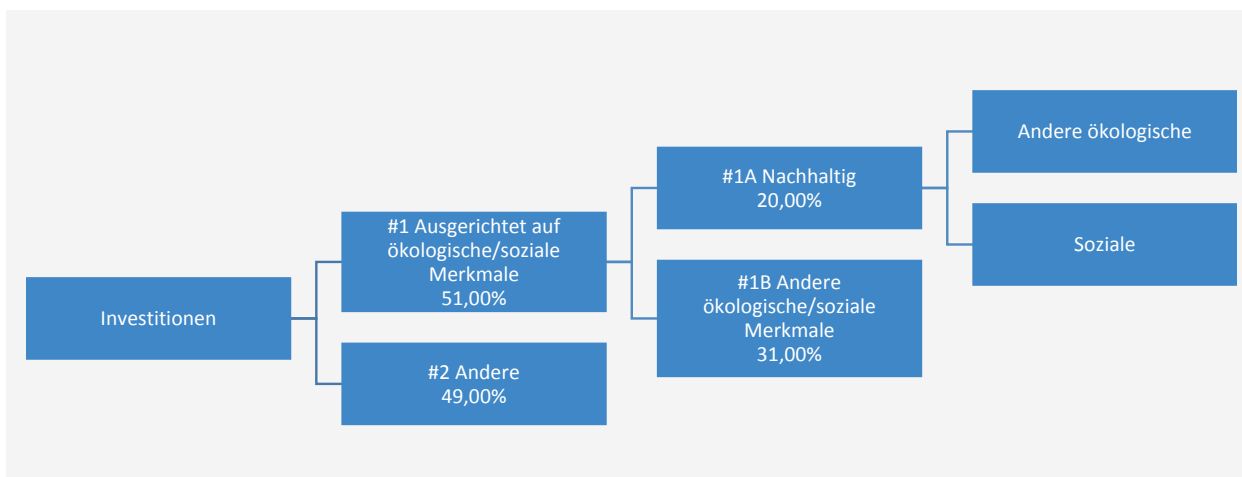 Investitionen
#1 Ausgerichtet auf
ökologische/soziale
Merkmale
51,00%
#2 Andere
49,00%
#1A Nachhaltig
20,00%
#1B Andere
ökologische/soziale
Merkmale
31,00%
Andere ökologische
Soziale